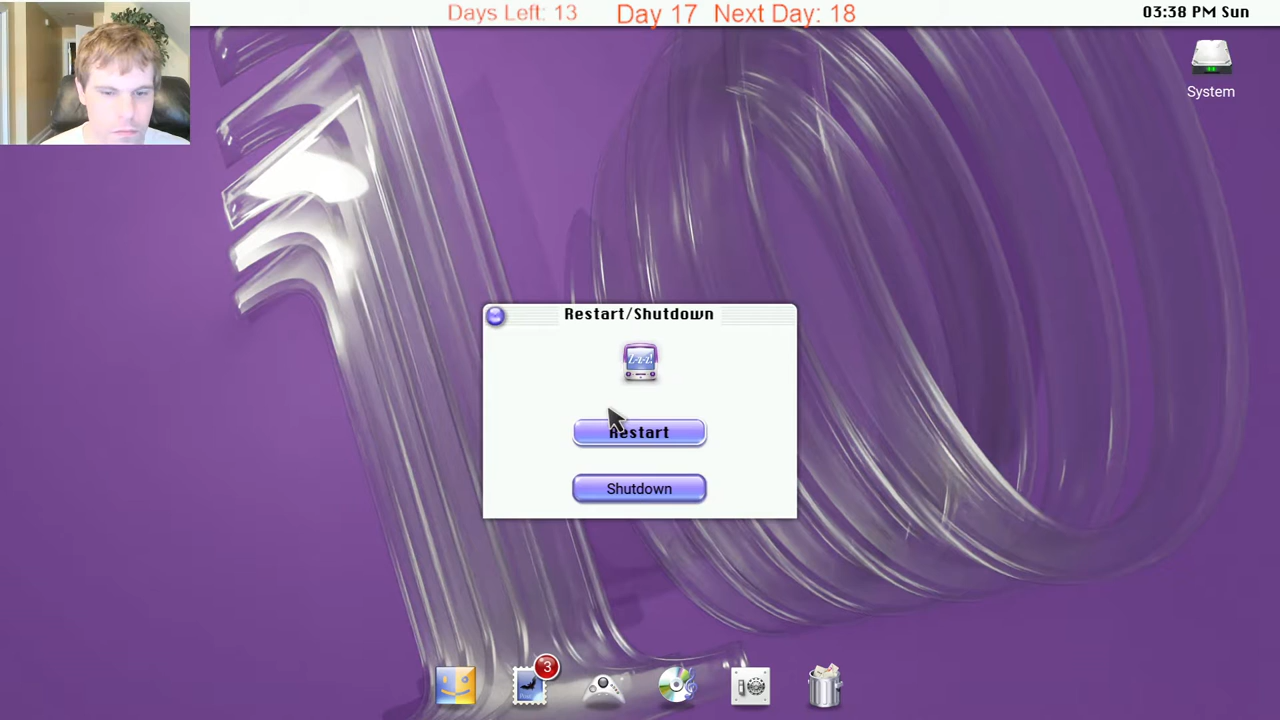 Days Left: 13 Day 17 Next Day: 18
03:38 PM Sun
System
Restart/Shutdown
Restart
Shutdown
3